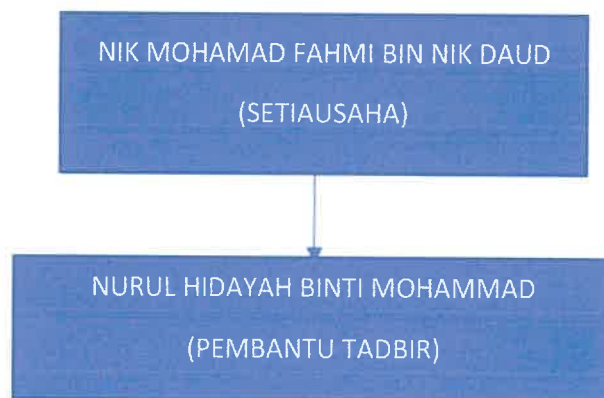 NIK MOHAMAD FAHMI BIN NIK DAUD
(SETIAUSAHA)
NURUL HIDAYAH BINTI MOHAMMAD
(PEMBANTU TADBIR)